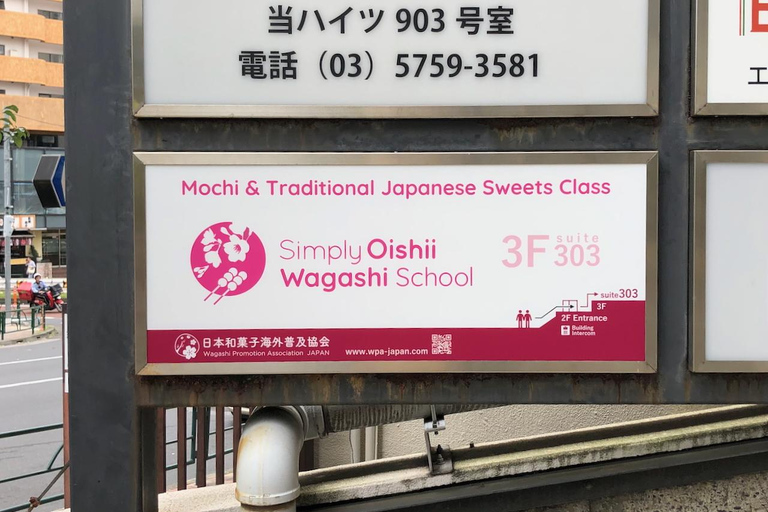 当ハイツ 903 号室
電話（03）5759-3581
工
Mochi & Traditional Japanese Sweets Class
Simply Oishii
Wagashi School
3F suite 303
suite303
3F
2F Entrance
Building
Intercom
日本和菓子海外普及協会
Wagashi Promotion Association JAPAN
www.wpa-japan.com